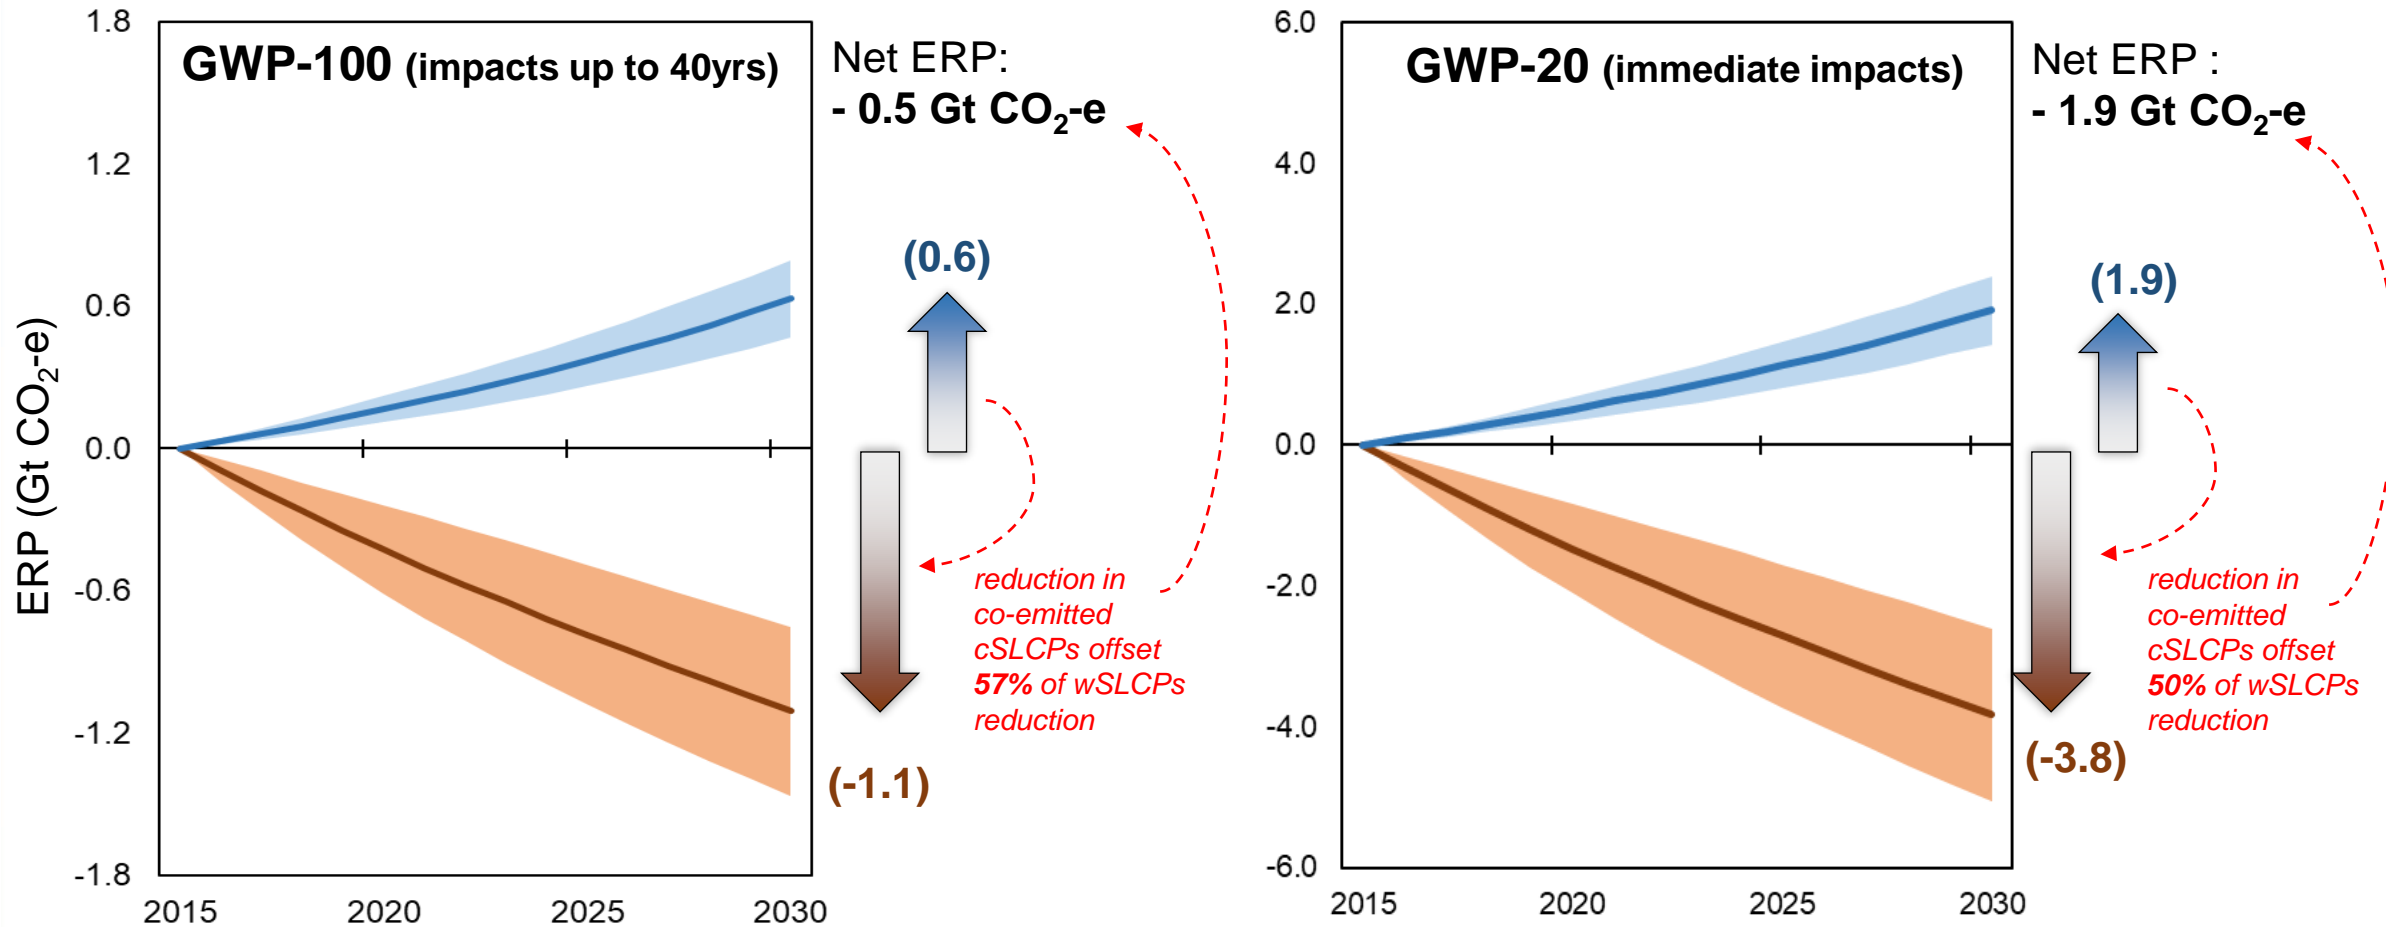 GWP-100 (impacts up to 40yrs)
Net ERP:
- 0.5 Gt CO₂-e
ERP (Gt CO₂-e)
1.8
1.2
0.6
0.0
-0.6
-1.2
-1.8
2015
2020
2025
2030
(0.6)
(-1.1)
reduction in
co-emitted
cSLCPs offset
57% of wSLCPs
reduction
GWP-20 (immediate impacts)
Net ERP :
- 1.9 Gt CO₂-e
6.0
4.0
2.0
0.0
-2.0
-4.0
-6.0
2015
2020
2025
2030
(1.9)
(-3.8)
reduction in
co-emitted
cSLCPs offset
50% of wSLCPs
reduction